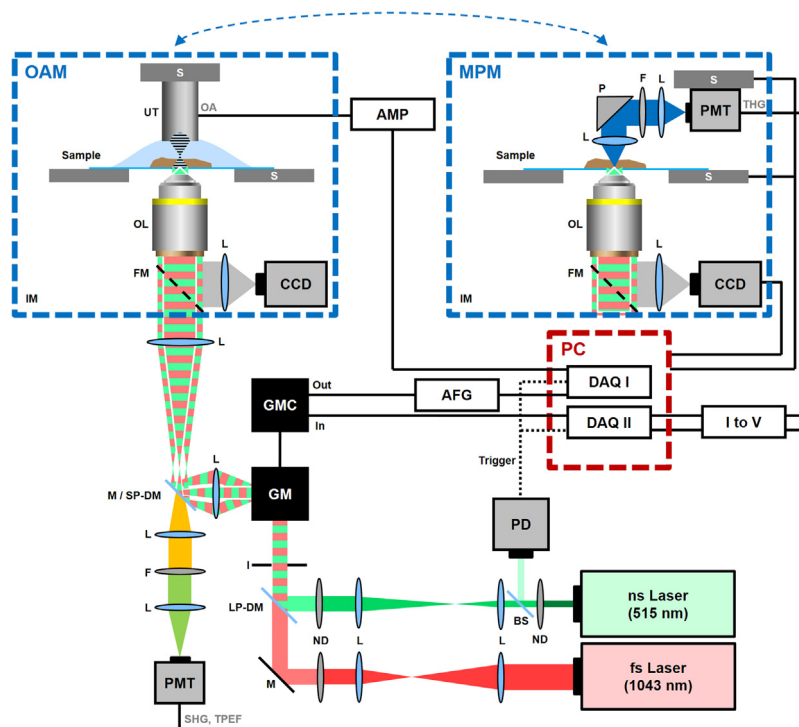 OAM
S
UT
OA
Sample
S
OL
L
FM
CCD
IM
L
AMP
MPM
P
F
L
S
PMT
THG
L
Sample
S
OL
L
FM
CCD
IM
PC
DAQ I
DAQ II
Out
GMC
In
AFG
I to V
Trigger
L
M / SP-DM
GM
PD
L
F
L
I
LP-DM
ND
L
L
BS
ND
ns Laser
(515 nm)
M
ND
L
L
fs Laser
(1043 nm)
PMT
SHG, TPEF